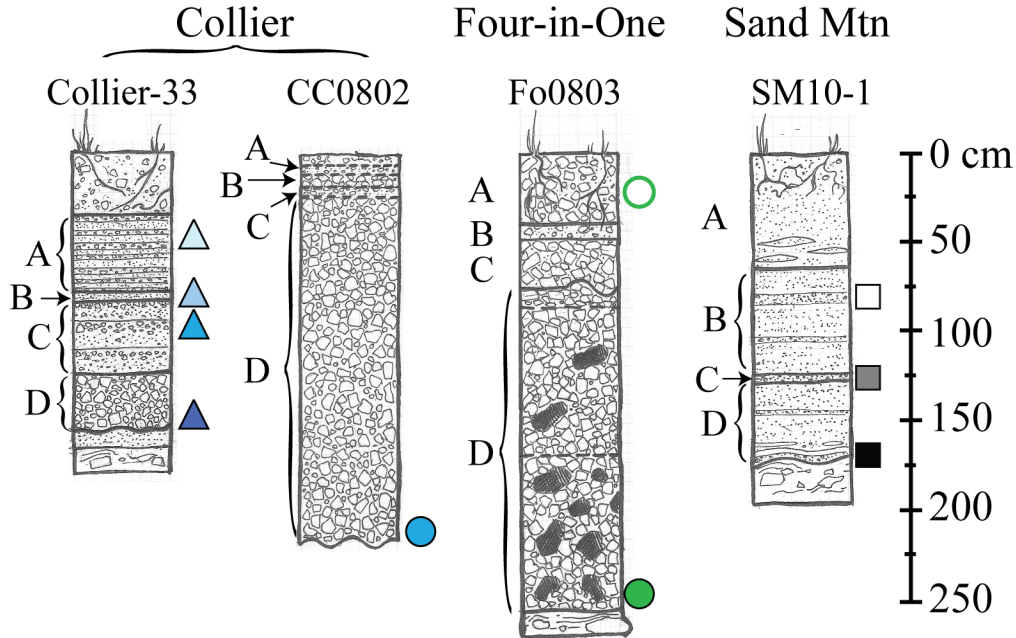 Collier Four-in-One Sand Mtn
Collier-33 CC0802 Fo0803 SM10-1
A
B
C
D
A
B
C
D
A
B
C
D
A
B
C
D
0 cm
50
100
150
200
250